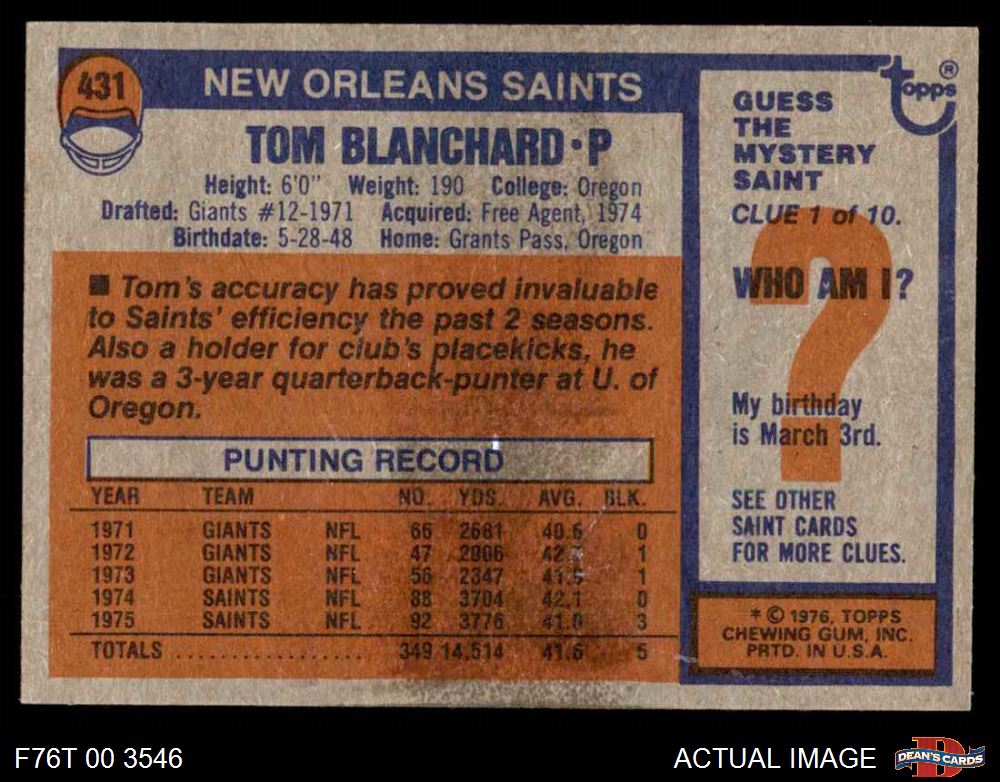 431
NEW ORLEANS SAINTS
TOM BLANCHARD • P
Height: 6'0" Weight: 190 College: Oregon
Drafted: Giants #12-1971 Acquired: Free Agent, 1974
Birthdate: 5-28-48 Home: Grants Pass, Oregon
■ Tom's accuracy has proved invaluable
to Saints' efficiency the past 2 seasons.
Also a holder for club's placekicks, he
was a 3-year quarterback-punter at U. of
Oregon.
PUNTING RECORD
YEAR TEAM NO. YDS. AVG. BLK.
1971 GIANTS NFL 66 2681 40.6 0
1972 GIANTS NFL 47 2006 42.7 1
1973 GIANTS NFL 56 2347 41.9 1
1974 SAINTS NFL 88 3704 42.1 0
1975 SAINTS NFL 92 3776 41.0 3
TOTALS .................. 349 14,514 41.6 5
topps®
GUESS
THE
MYSTERY
SAINT
CLUE 1 of 10.
?
WHO AM I?
My birthday
is March 3rd.
SEE OTHER
SAINT CARDS
FOR MORE CLUES.
* © 1976, TOPPS
CHEWING GUM, INC.
PRTD. IN U.S.A.
F76T 00 3546
ACTUAL IMAGE
D
DEAN'S CARDS